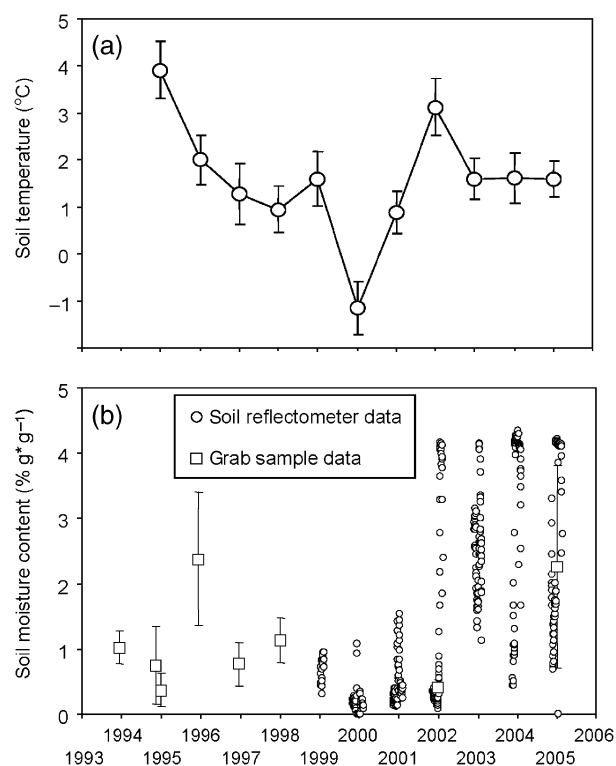 (a)
Soil temperature (°C)
5
4
3
2
1
0
−1
(b)
Soil moisture content (% g*g⁻¹)
Soil reflectometer data
Grab sample data
5
4
3
2
1
0
1994 1996 1998 2000 2002 2004 2006
1993 1995 1997 1999 2001 2003 2005